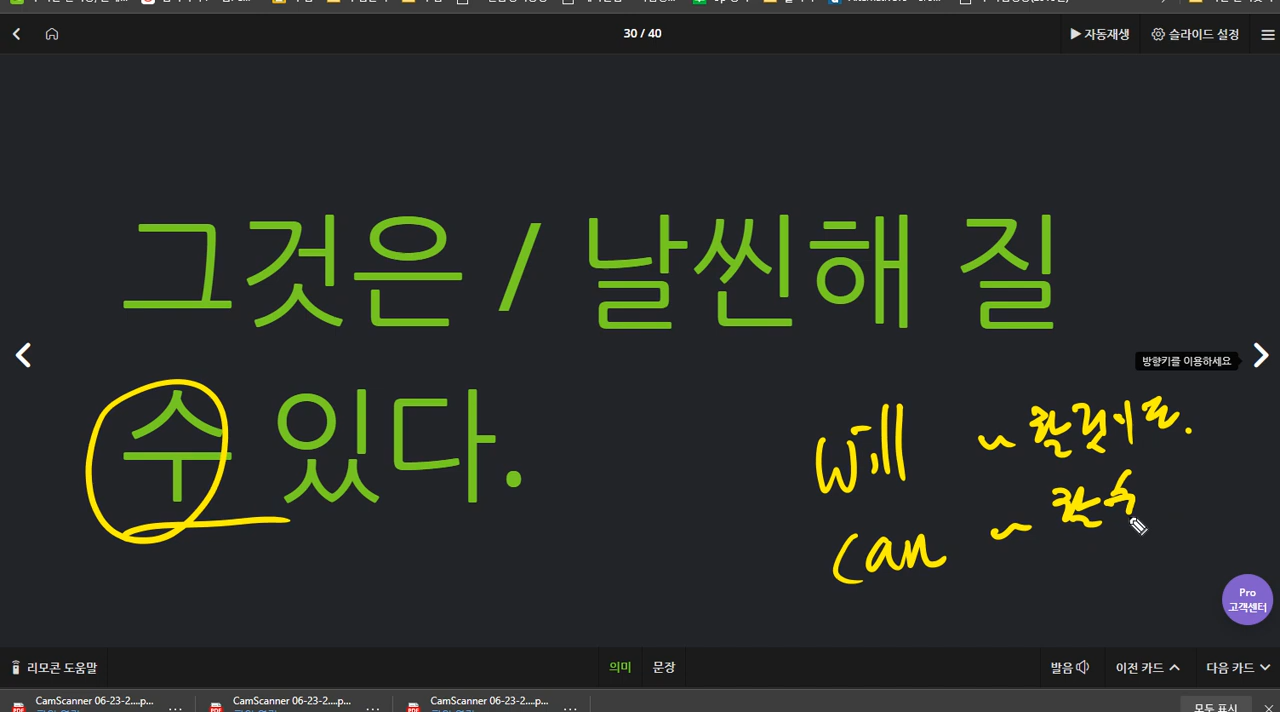 30 / 40
자동재생
슬라이드 설정
그것은 / 날씬해 질
수 있다.
방향키를 이용하세요
will ~ 할것이다.
can ~ 할수
Pro
고객센터
리모콘 도움말
의미
문장
발음
이전 카드
다음 카드
CamScanner 06-23-2....p...
CamScanner 06-23-2....p...
CamScanner 06-23-2....p...
모두 표시